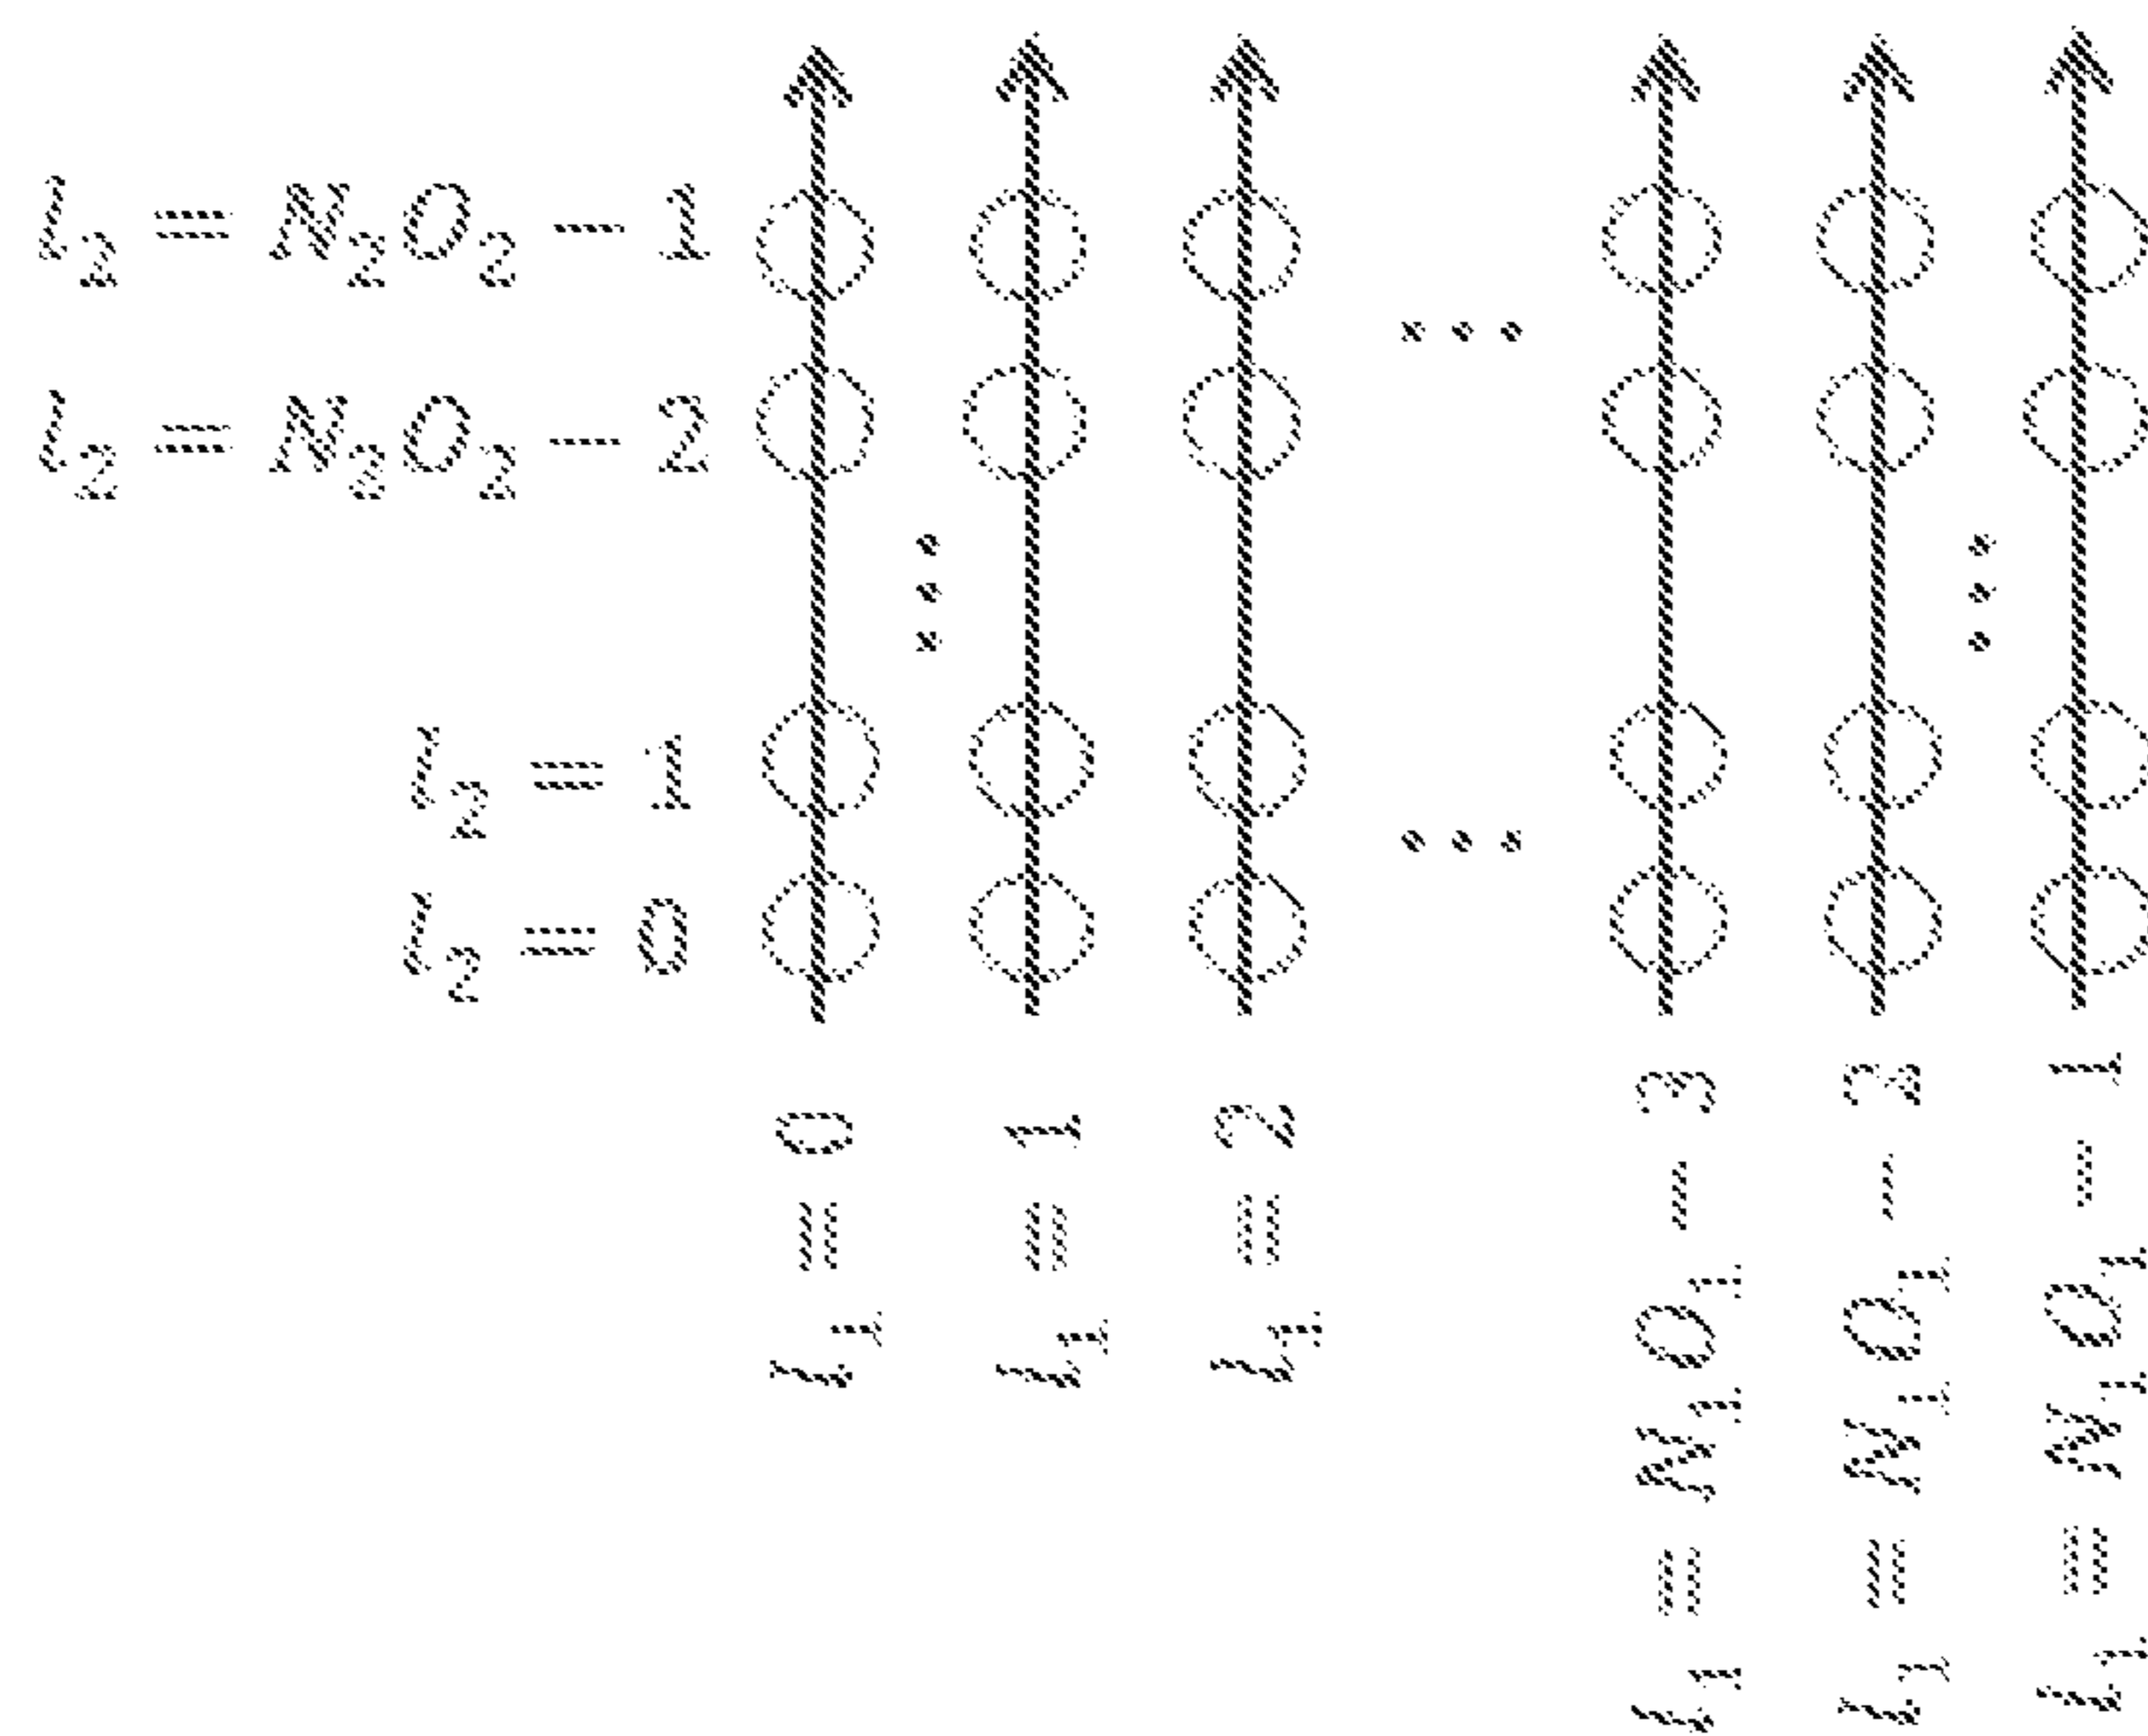 l₂ = N₂O₂ − 1
l₂ = N₂O₂ − 2
l₂ = 1
l₂ = 0
l₁ = 0
l₁ = 1
l₁ = 2
l₁ = N₁O₁ − 3
l₁ = N₁O₁ − 2
l₁ = N₁O₁ − 1